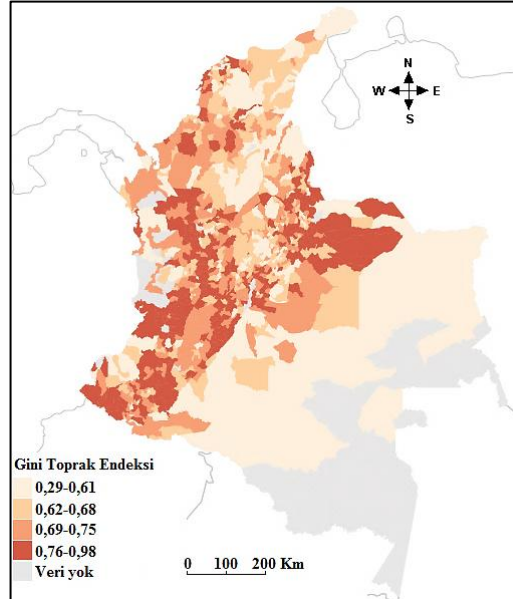 N
W E
S
Gini Toprak Endeksi
0,29-0,61
0,62-0,68
0,69-0,75
0,76-0,98
Veri yok
0 100 200 Km